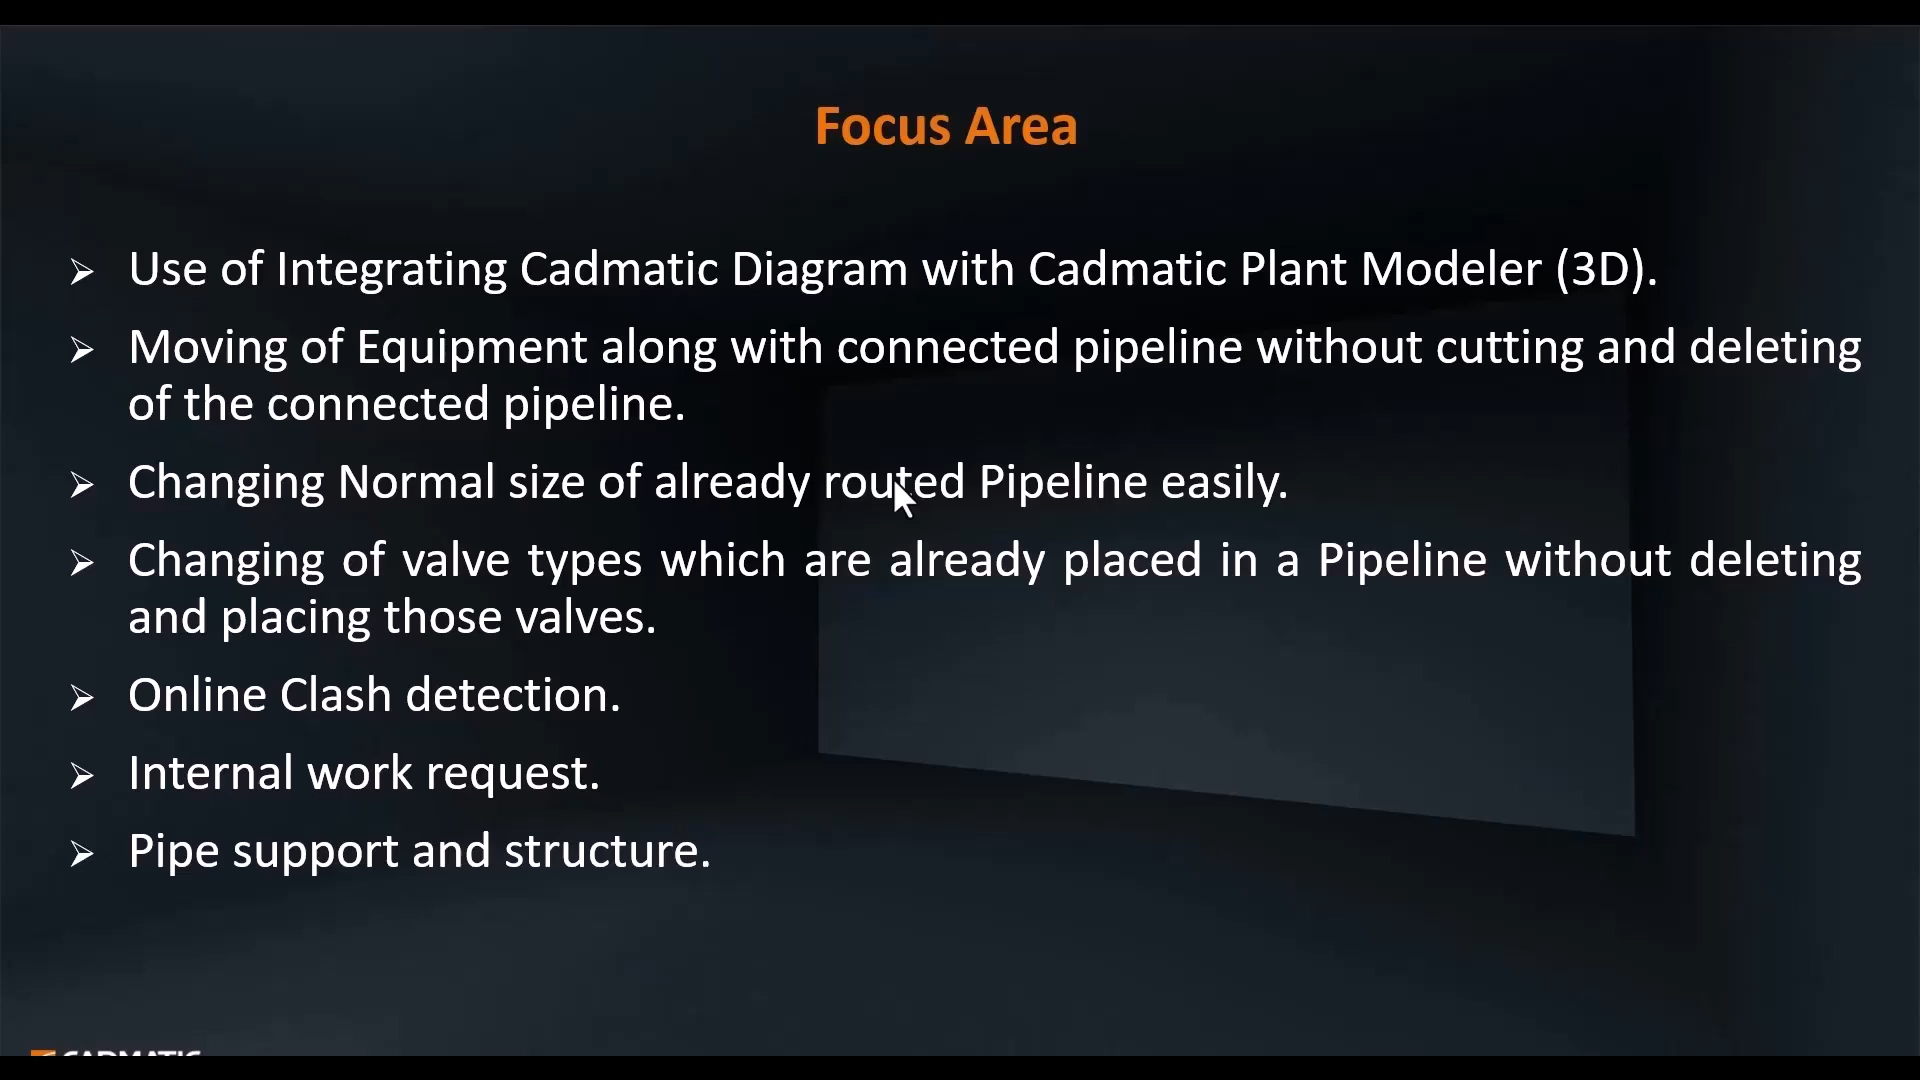 Focus Area
Use of Integrating Cadmatic Diagram with Cadmatic Plant Modeler (3D).
Moving of Equipment along with connected pipeline without cutting and deleting
of the connected pipeline.
Changing Normal size of already routed Pipeline easily.
Changing of valve types which are already placed in a Pipeline without deleting
and placing those valves.
Online Clash detection.
Internal work request.
Pipe support and structure.
CADMATIC